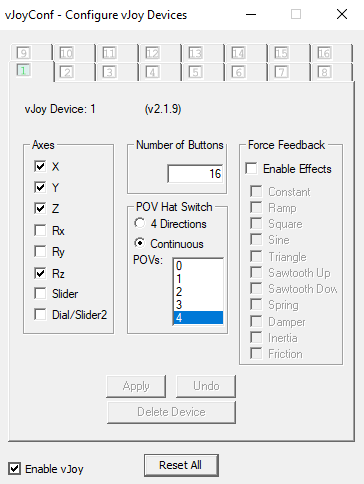 vJoyConf - Configure vJoy Devices
9 10 11 12 13 14 15 16
1 2 3 4 5 6 7 8
vJoy Device: 1 (v2.1.9)
Axes
X
Y
Z
Rx
Ry
Rz
Slider
Dial/Slider2
Number of Buttons
16
POV Hat Switch
4 Directions
Continuous
POVs:
0
1
2
3
4
Force Feedback
Enable Effects
Constant
Ramp
Square
Sine
Triangle
Sawtooth Up
Sawtooth Dow
Spring
Damper
Inertia
Friction
Apply Undo
Delete Device
Enable vJoy Reset All